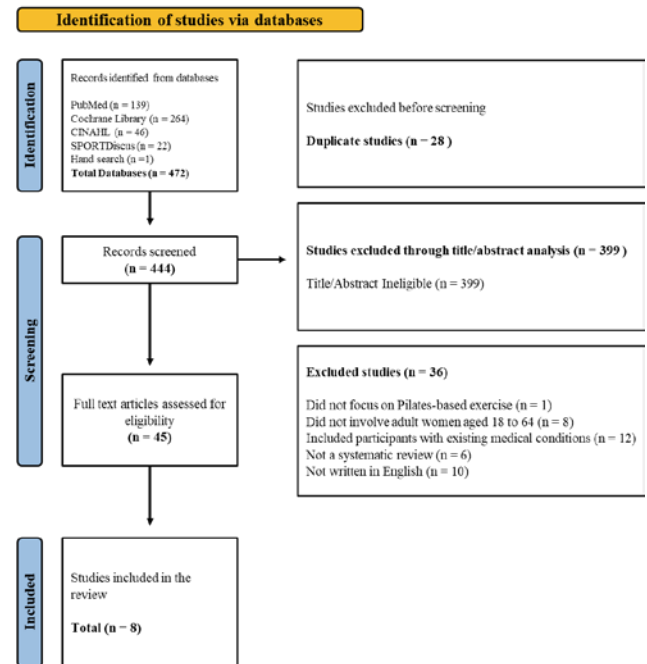 Identification of studies via databases
Identification
Records identified from databases
PubMed (n = 139)
Cochrane Library (n = 264)
CINAHL (n = 46)
SPORTDiscus (n = 22)
Hand search (n =1)
Total Databases (n = 472)
Studies excluded before screening
Duplicate studies (n – 28 )
Screening
Records screened
(n = 444)
Studies excluded through title/abstract analysis (n = 399 )
Title/Abstract Ineligible (n = 399)
Full text articles assessed for
eligibility
(n = 45)
Excluded studies (n = 36)
Did not focus on Pilates-based exercise (n = 1)
Did not involve adult women aged 18 to 64 (n = 8)
Included participants with existing medical conditions (n = 12)
Not a systematic review (n = 6)
Not written in English (n = 10)
Included
Studies included in the
review
Total (n – 8)